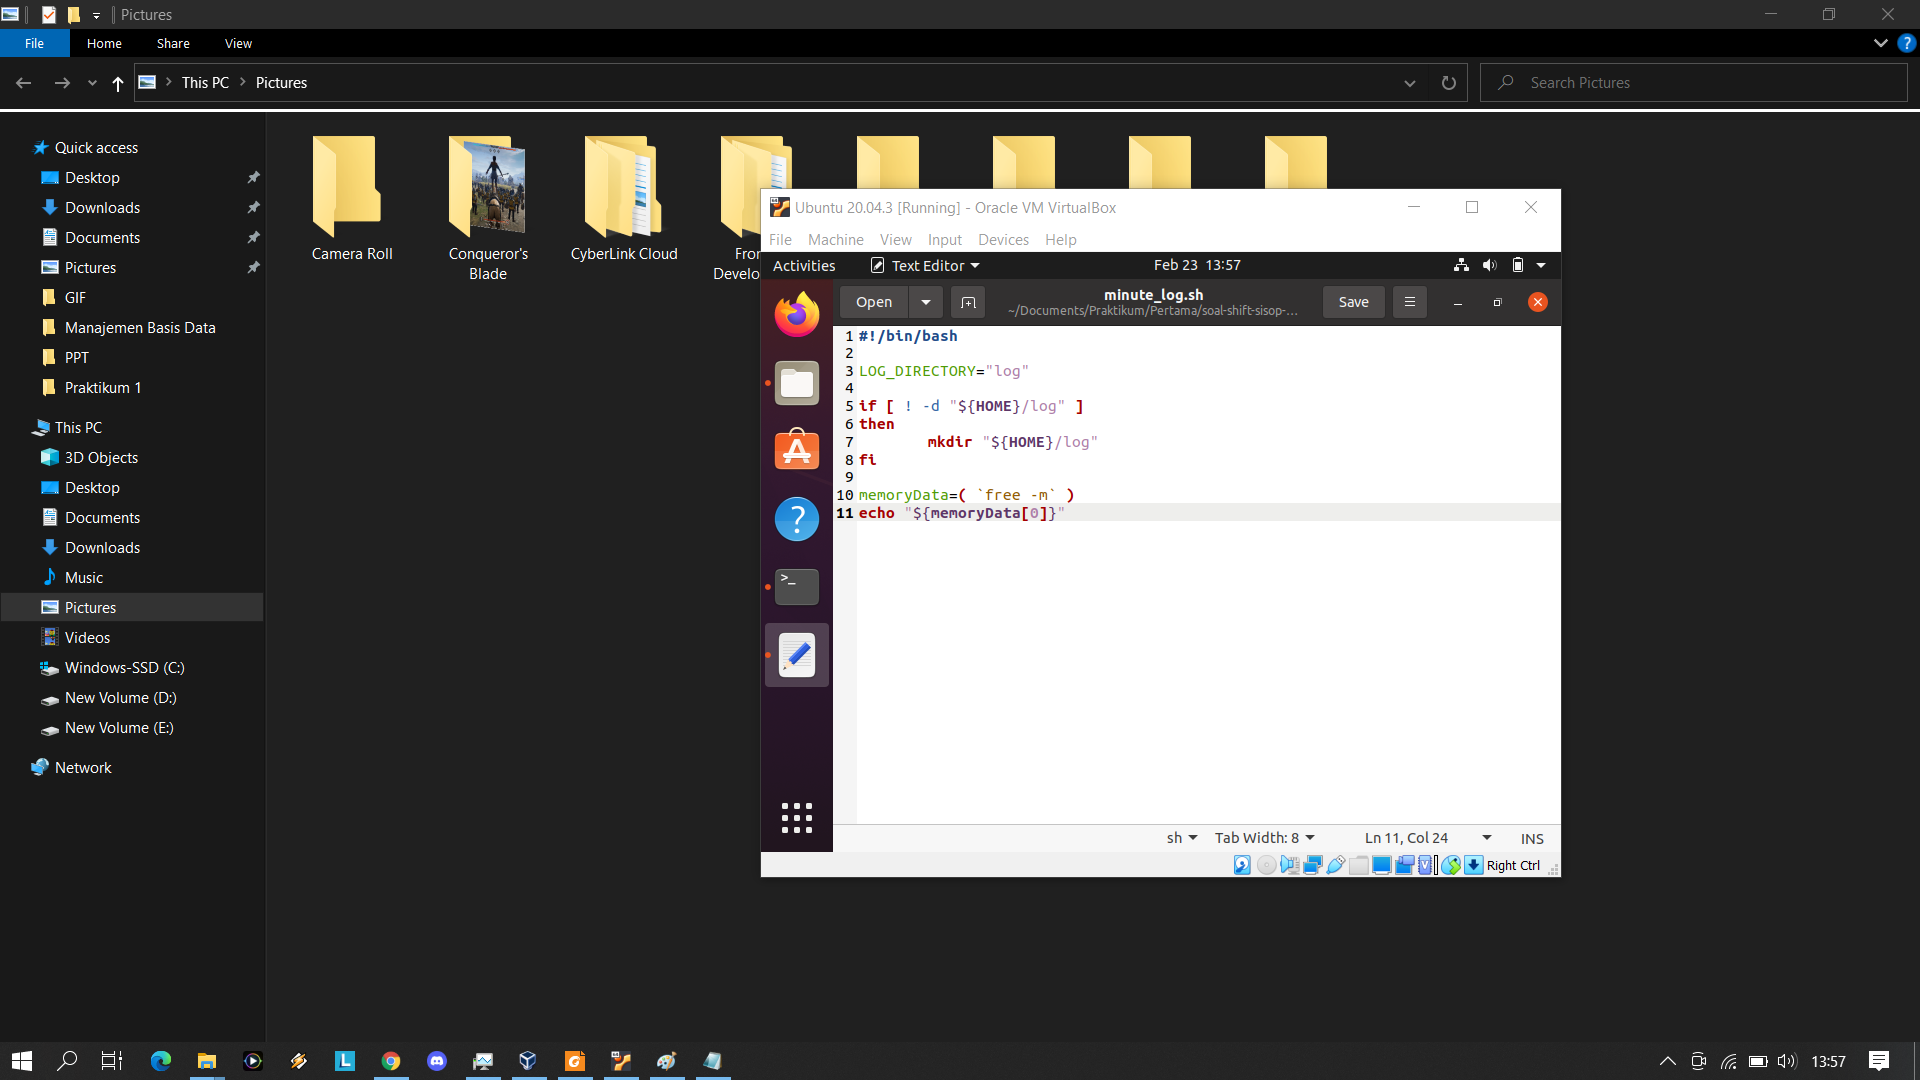 Pictures
File Home Share View
This PC Pictures
Search Pictures
Quick access
Desktop
Downloads
Documents
Pictures
GIF
Manajemen Basis Data
PPT
Praktikum 1
This PC
3D Objects
Desktop
Documents
Downloads
Music
Pictures
Videos
Windows-SSD (C:)
New Volume (D:)
New Volume (E:)
Network
Camera Roll
Conqueror's
Blade
CyberLink Cloud
Ubuntu 20.04.3 [Running] - Oracle VM VirtualBox
File Machine View Input Devices Help
Activities Text Editor Feb 23 13:57
Open minute_log.sh Save
~/Documents/Praktikum/Pertama/soal-shift-sisop-...
1 #!/bin/bash
2
3 LOG_DIRECTORY="log"
4
5 if [ ! -d "${HOME}/log" ]
6 then
7 mkdir "${HOME}/log"
8 fi
9
10 memoryData=( `free -m` )
11 echo "${memoryData[0]}"
sh Tab Width: 8 Ln 11, Col 24 INS
Right Ctrl
13:57